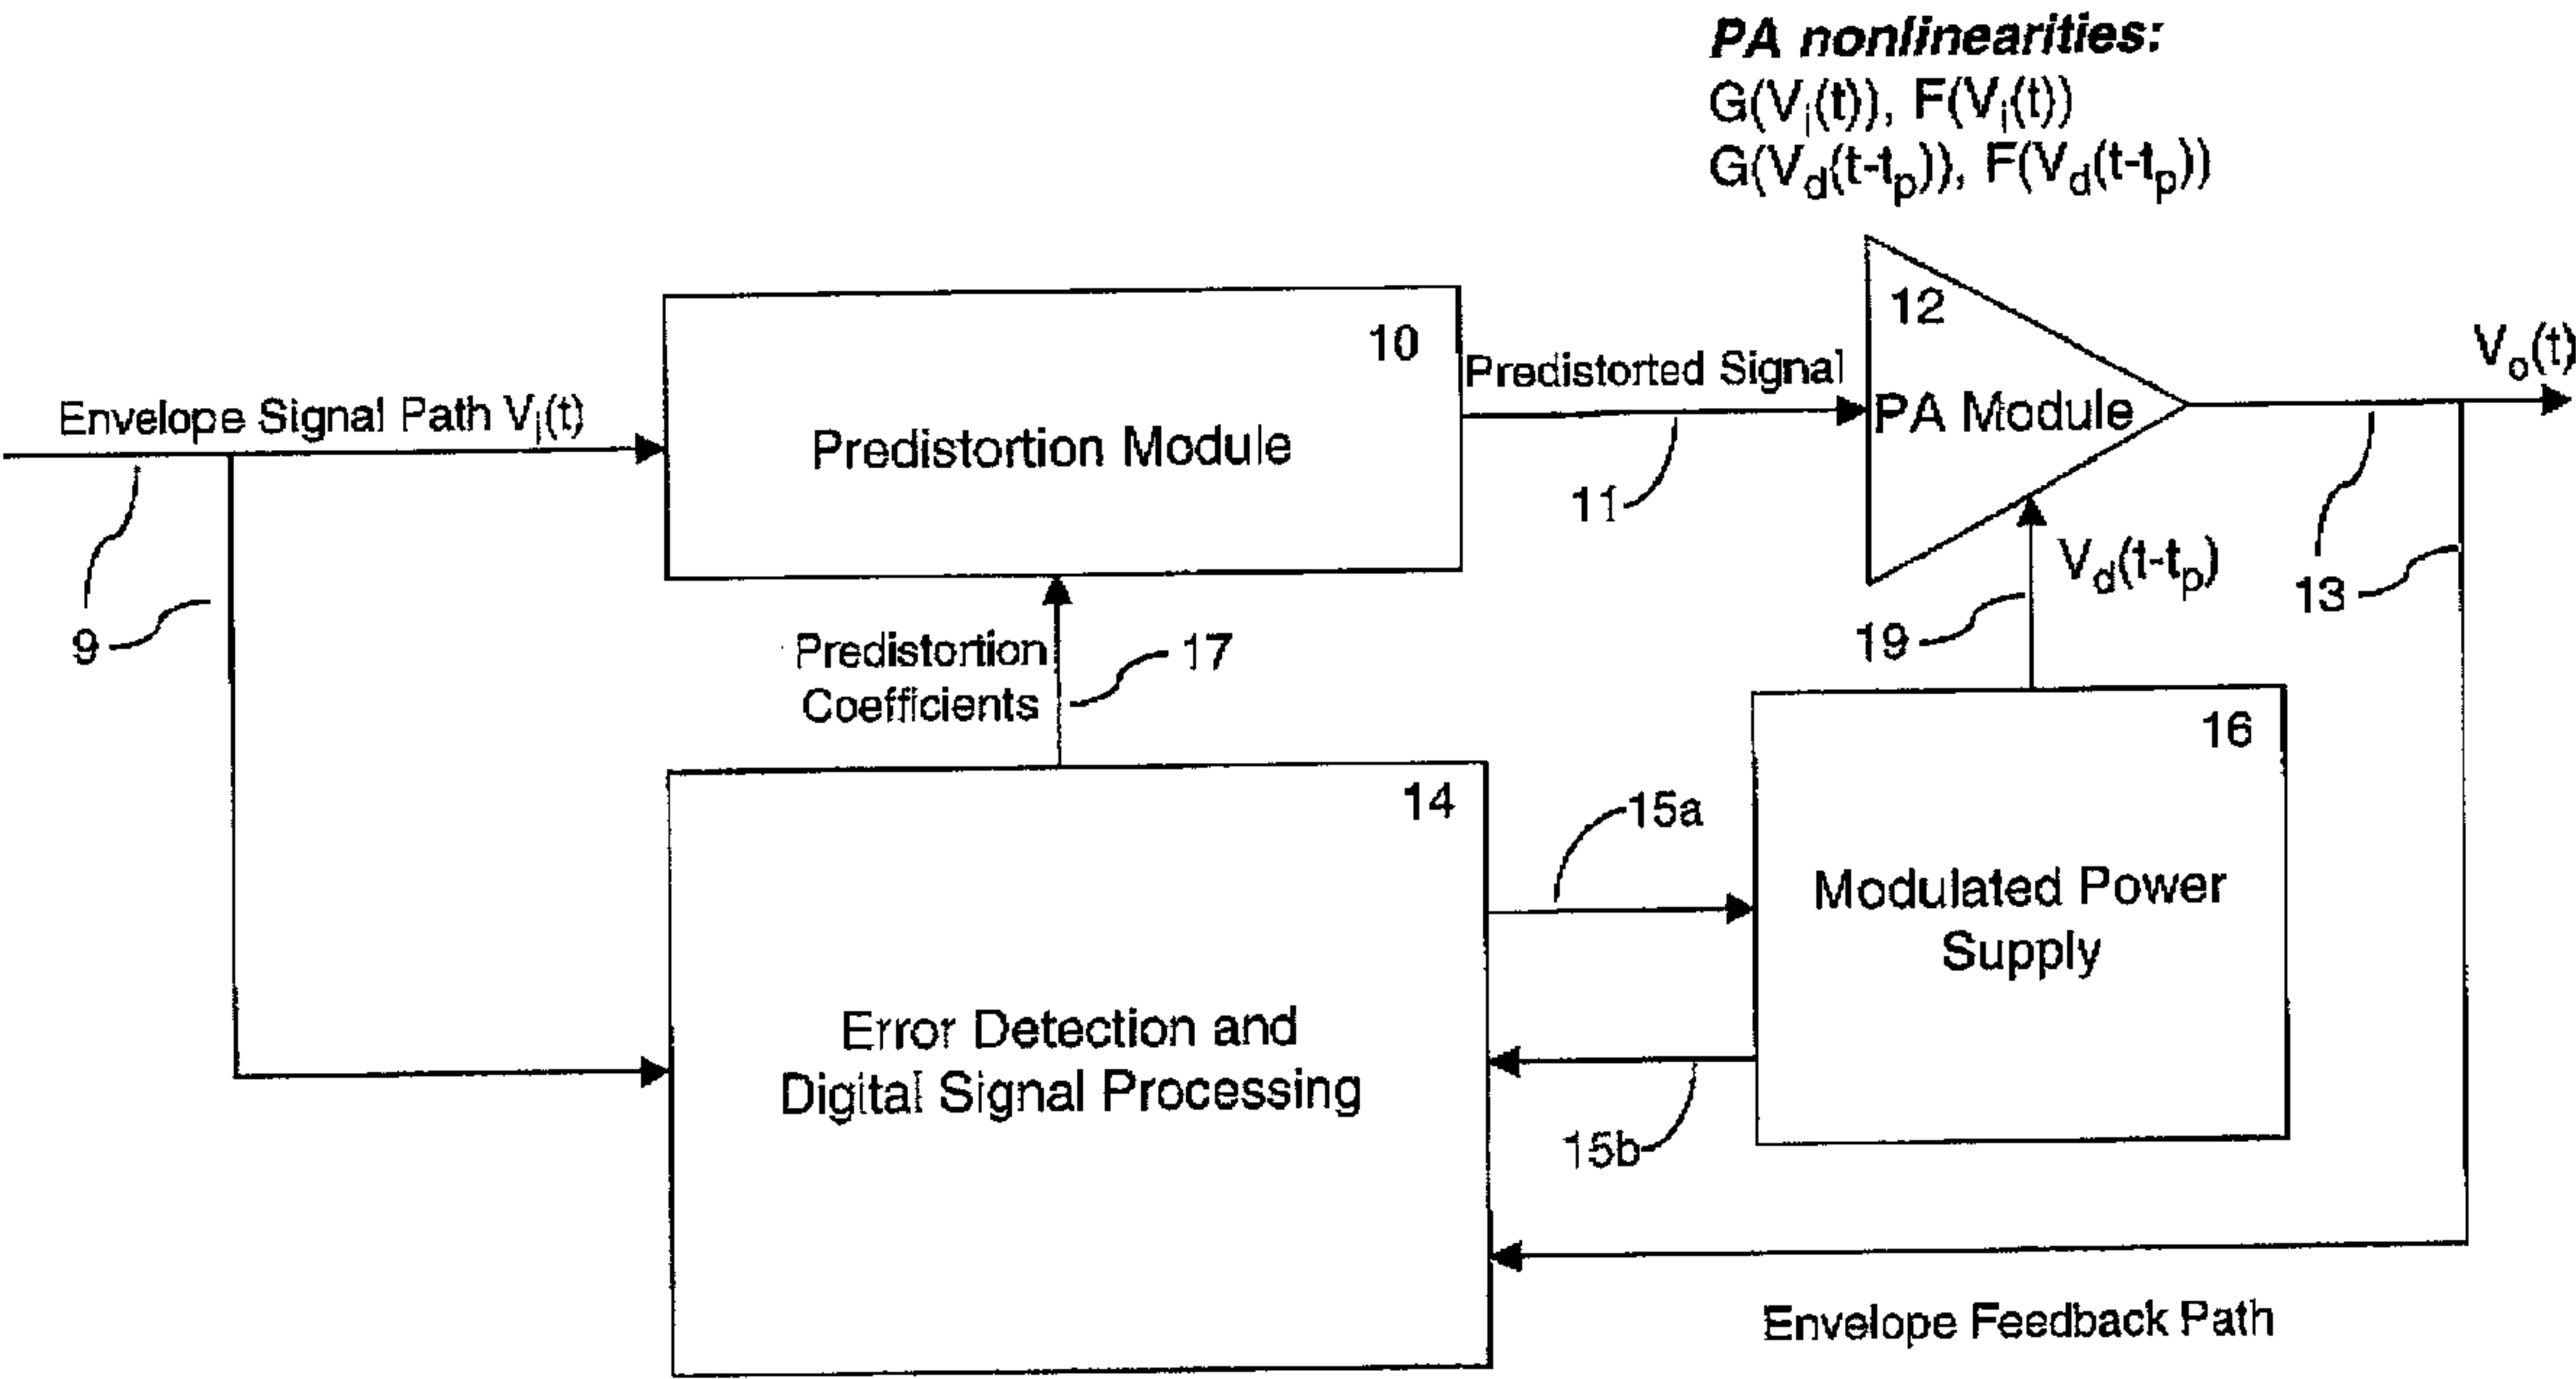 PA nonlinearities:
G(Vi(t)), F(Vi(t))
G(Vd(t-tp)), F(Vd(t-tp))
12
Vo(t)
10
Predistorted Signal
Envelope Signal Path Vi(t)
PA Module
Predistortion Module
11
Vd(t-tp)
13
9
Predistortion
Coefficients
17
19
16
14
15a
Modulated Power
Supply
Error Detection and
Digital Signal Processing
15b
Envelope Feedback Path